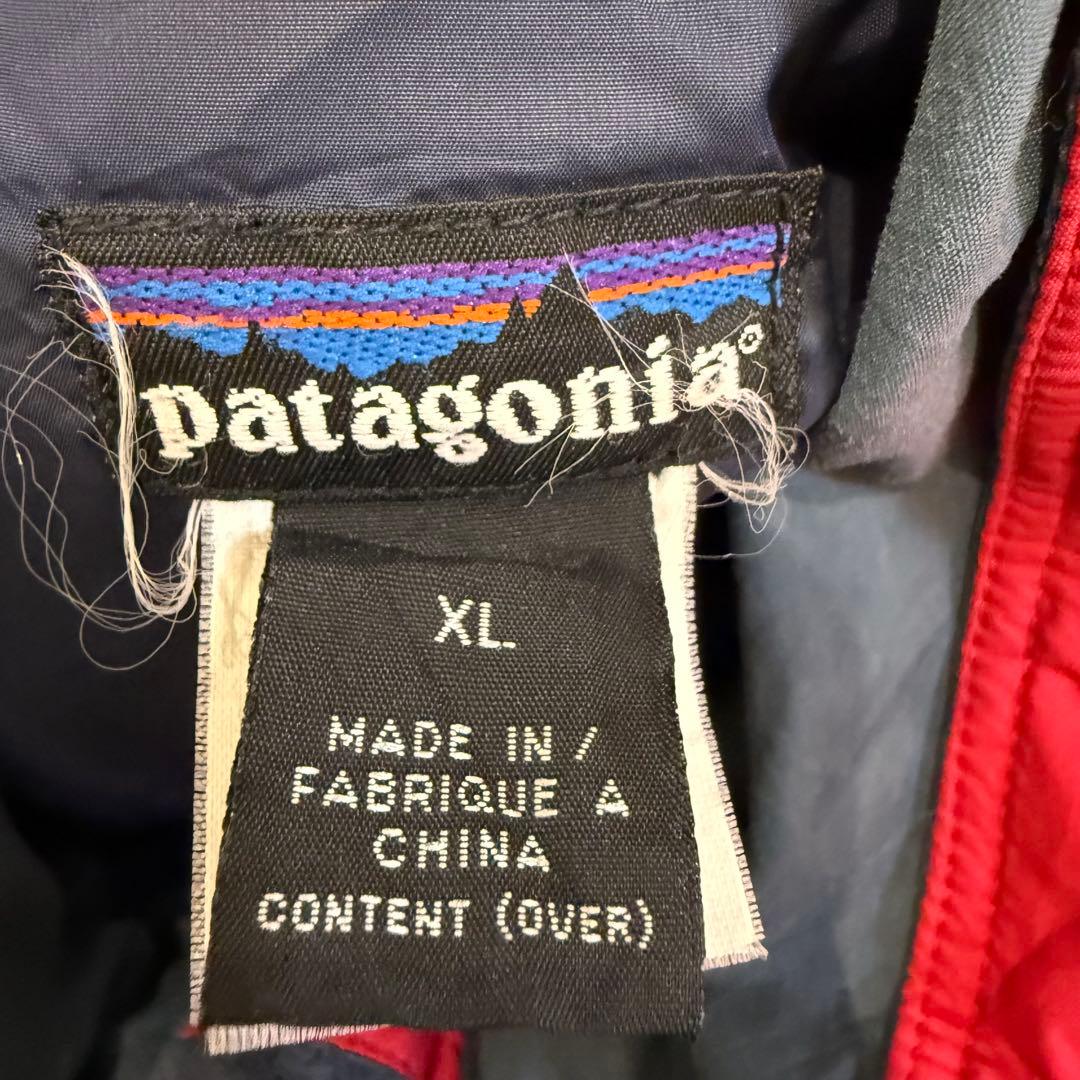 patagonia®
XL
MADE IN /
FABRIQUE A
CHINA
CONTENT (OVER)